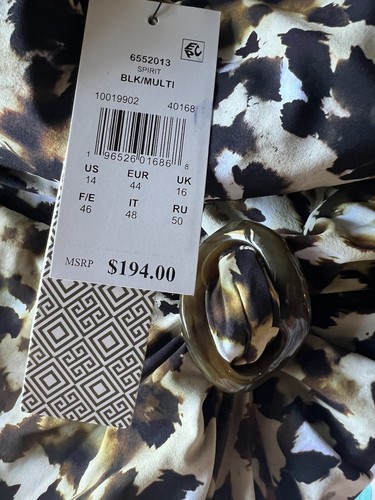 6552013
SPIRIT
BLK/MULTI
10019902 40168
1 96526 01686 8
US EUR UK
14 44 16
F/E IT RU
46 48 50
MSRP $194.00